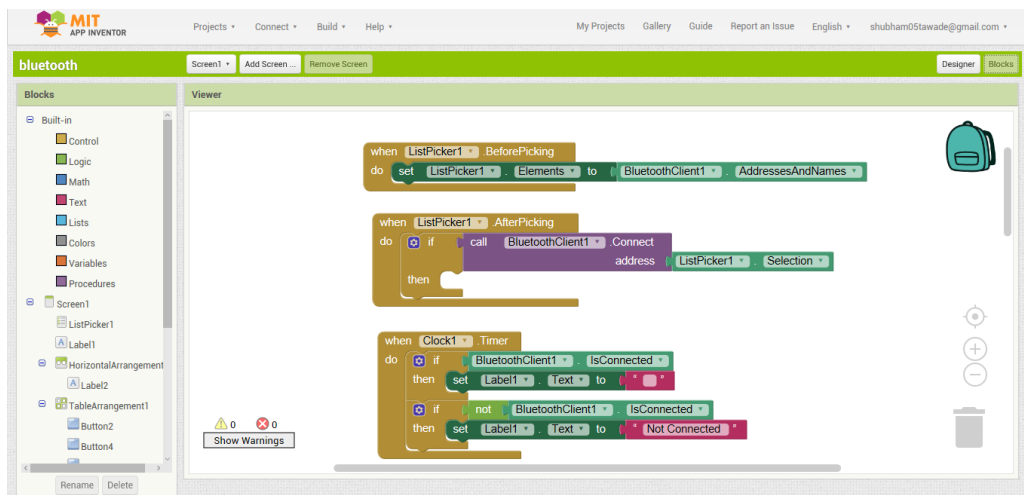 MIT
APP INVENTOR
Projects Connect Build Help My Projects Gallery Guide Report an Issue English shubham05tawade@gmail.com
bluetooth Screen1 Add Screen ... Remove Screen Designer Blocks
Blocks Viewer
Built-in
Control
Logic
Math
Text
Lists
Colors
Variables
Procedures
Screen1
ListPicker1
Label1
HorizontalArrangement
Label2
TableArrangement1
Button2
Button4
Rename Delete
when ListPicker1 .BeforePicking
do set ListPicker1 . Elements to BluetoothClient1 . AddressesAndNames
when ListPicker1 .AfterPicking
do if call BluetoothClient1 .Connect
address ListPicker1 . Selection
then
when Clock1 .Timer
do if BluetoothClient1 . IsConnected
then set Label1 . Text to " "
if not BluetoothClient1 . IsConnected
then set Label1 . Text to " Not Connected "
0 0
Show Warnings